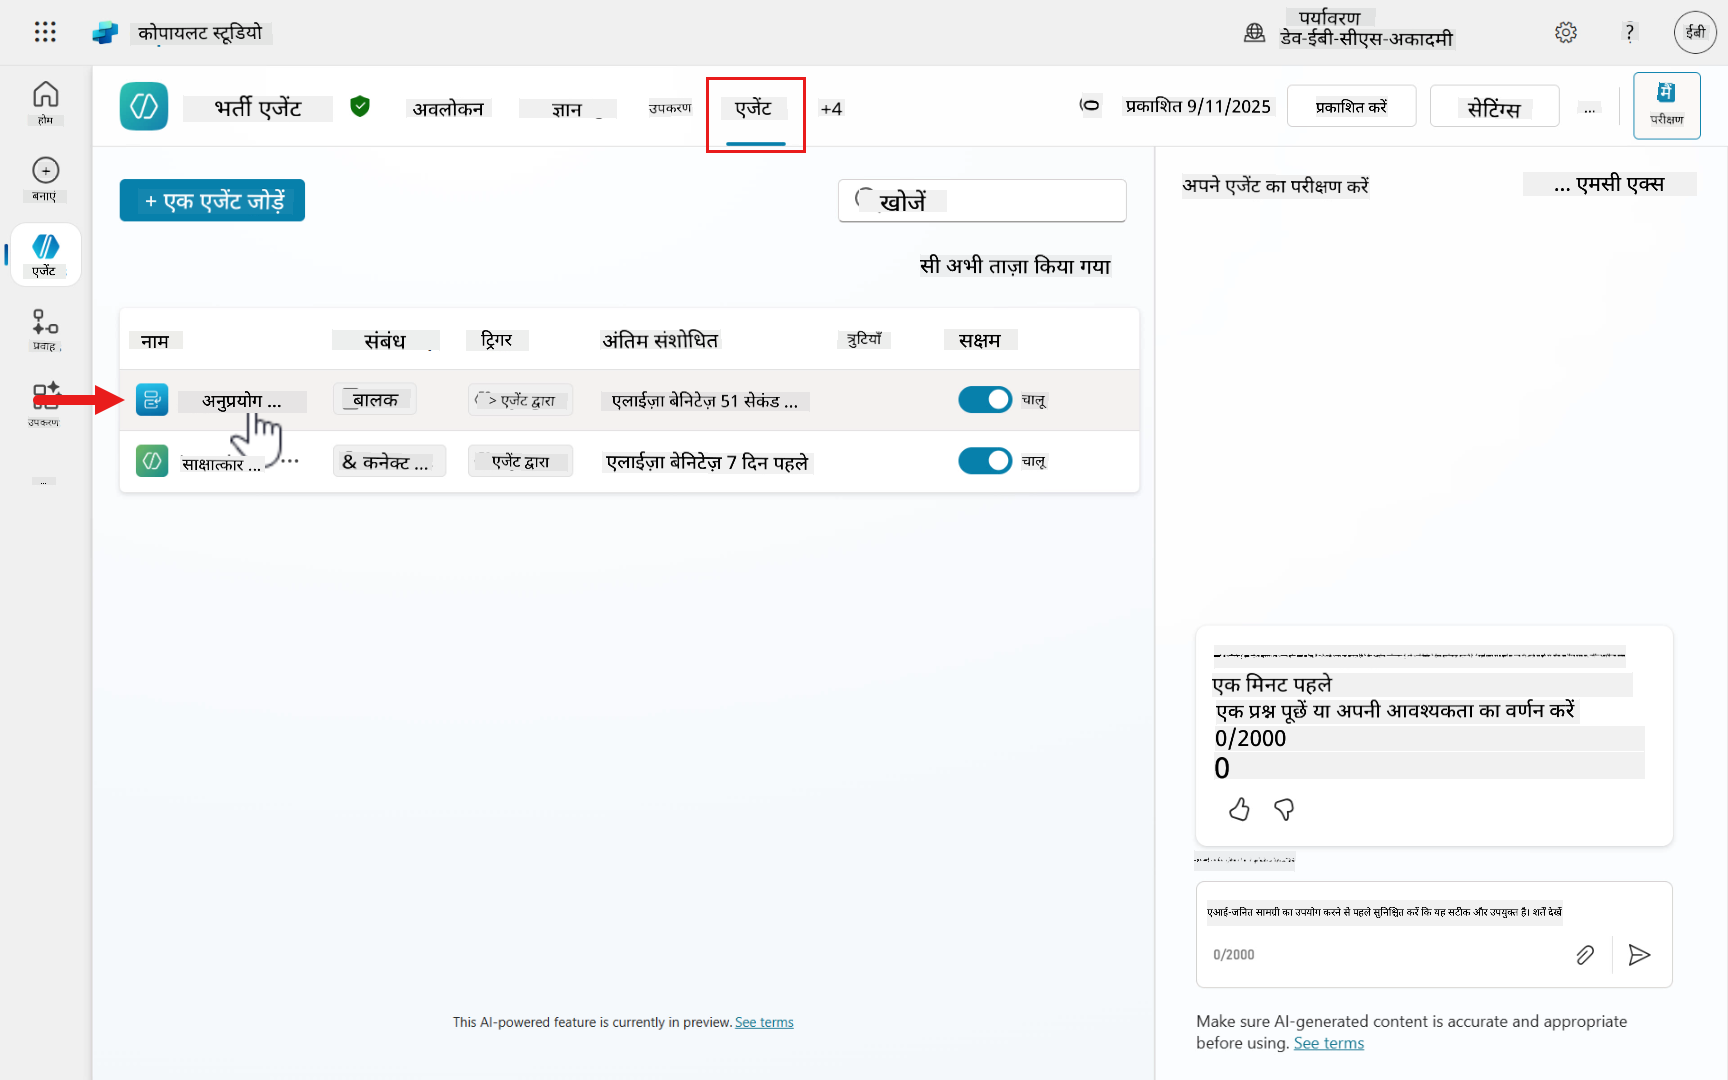 कोपायलट स्टूडियो
पर्यावरण
डेव-ईबी-सीएस-अकादमी
?
ईबी
होम
बनाएं
एजेंट
प्रवाह
उपकरण
...
भर्ती एजेंट
अवलोकन
ज्ञान
उपकरण
एजेंट
+4
प्रकाशित 9/11/2025
प्रकाशित करें
सेटिंग्स
...
में
परीक्षण
+ एक एजेंट जोड़ें
खोजें
सी अभी ताज़ा किया गया
नाम संबंध ट्रिगर अंतिम संशोधित त्रुटियाँ सक्षम
अनुप्रयोग ... बालक > एजेंट द्वारा एलाईज़ा बेनिटेज़ 51 सेकंड ... चालू
साक्षात्कार ... & कनेक्ट ... एजेंट द्वारा एलाईज़ा बेनिटेज़ 7 दिन पहले चालू
This AI-powered feature is currently in preview. See terms
अपने एजेंट का परीक्षण करें
... एमसी एक्स
एक मिनट पहले
एक प्रश्न पूछें या अपनी आवश्यकता का वर्णन करें
0/2000
0
एआई-जनित सामग्री का उपयोग करने से पहले सुनिश्चित करें कि यह सटीक और उपयुक्त है। शर्तें देखें
0/2000
Make sure AI-generated content is accurate and appropriate
before using. See terms